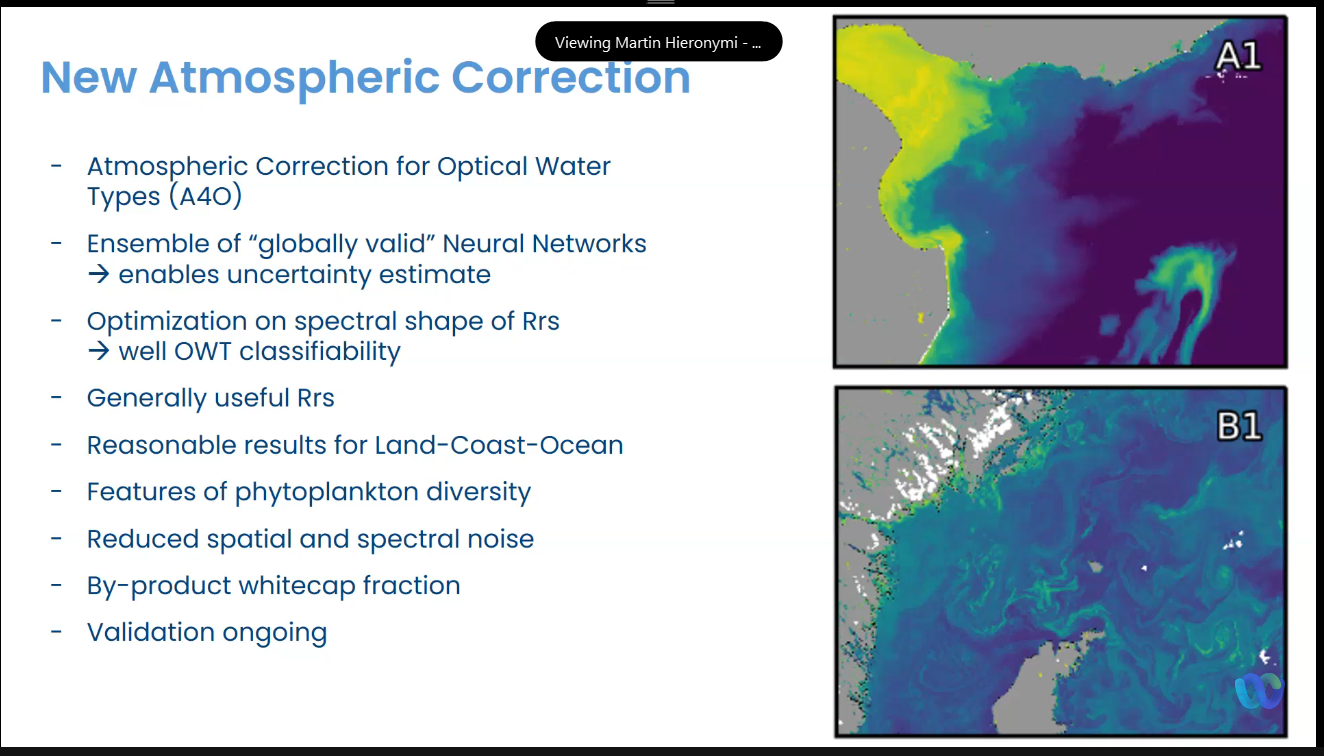 Viewing Martin Hieronymi - ...
New Atmospheric Correction
A1
- Atmospheric Correction for Optical Water
Types (A4O)
- Ensemble of “globally valid” Neural Networks
→ enables uncertainty estimate
- Optimization on spectral shape of Rrs
→ well OWT classifiability
- Generally useful Rrs
- Reasonable results for Land-Coast-Ocean
- Features of phytoplankton diversity
- Reduced spatial and spectral noise
- By-product whitecap fraction
- Validation ongoing
B1